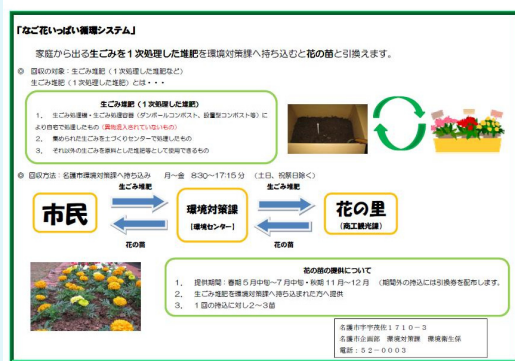 「なご花いっぱい循環システム」
家庭から出る生ごみを1次処理した堆肥を環境対策課へ持ち込むと花の苗と引換えます。
◎ 回収の対象：生ごみ堆肥（1次処理した堆肥など）
生ごみ堆肥（1次処理した堆肥）とは・・・
生ごみ堆肥（1次処理した堆肥）
1、 生ごみ処理機・生ごみ処理容器（ダンボールコンポスト、設置型コンポスト等）に
より自宅で処理したもの（異物混入されていないもの）
2、 集められた生ごみを土づくりセンターで処理したもの
3、 それ以外の生ごみを原料とした堆肥等として使用できるもの
◎ 回収方法：名護市環境対策課へ持ち込み 月～金 8:30～17:15分 （土日、祝祭日除く）
生ごみ堆肥
生ごみ堆肥
市民
環境対策課
【環境センター】
花の里
（商工観光課）
花の苗
花の苗
花の苗の提供について
1、 提供期間：春期5月中旬～7月中旬・秋期11月～12月 （期間外の持込には引換券を配布します。
2、 生ごみ堆肥を環境対策課へ持ち込まれた方へ提供
3、 1回の持込に対し2～3苗
名護市字宇茂佐1710-3
名護市企画部 環境対策課 環境衛生係
電話：52-0003